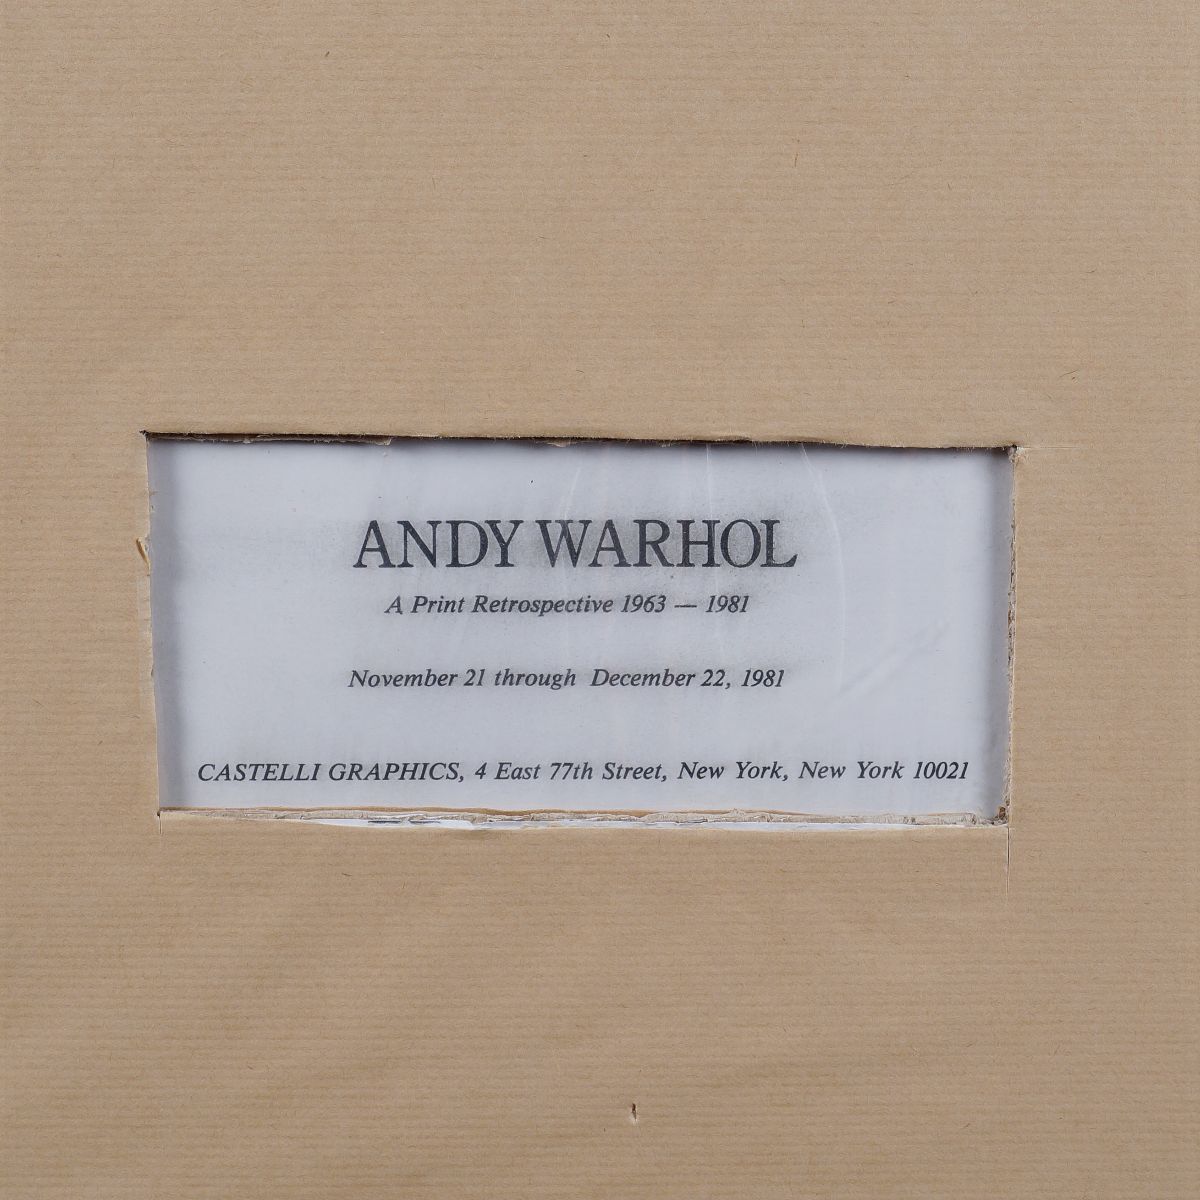 ANDY WARHOL
A Print Retrospective 1963 — 1981
November 21 through December 22, 1981
CASTELLI GRAPHICS, 4 East 77th Street, New York, New York 10021